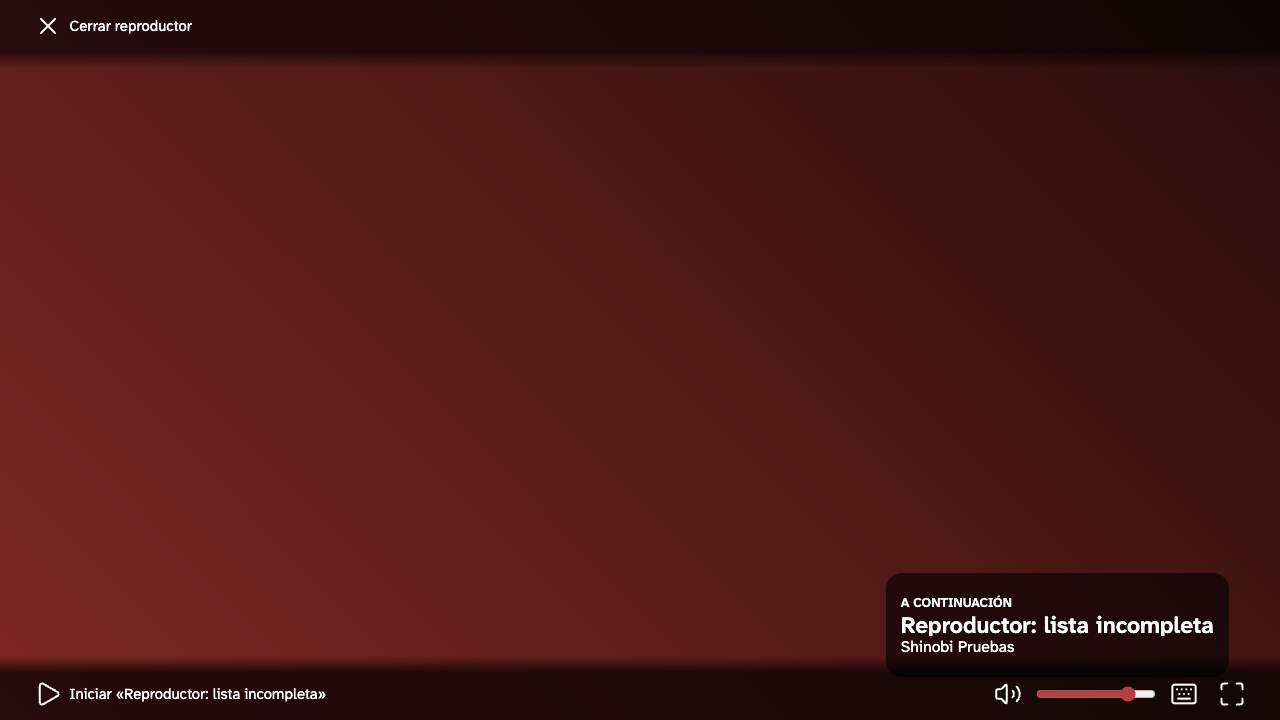 Cerrar reproductor
A CONTINUACIÓN
Reproductor: lista incompleta
Shinobi Pruebas
Iniciar «Reproductor: lista incompleta»